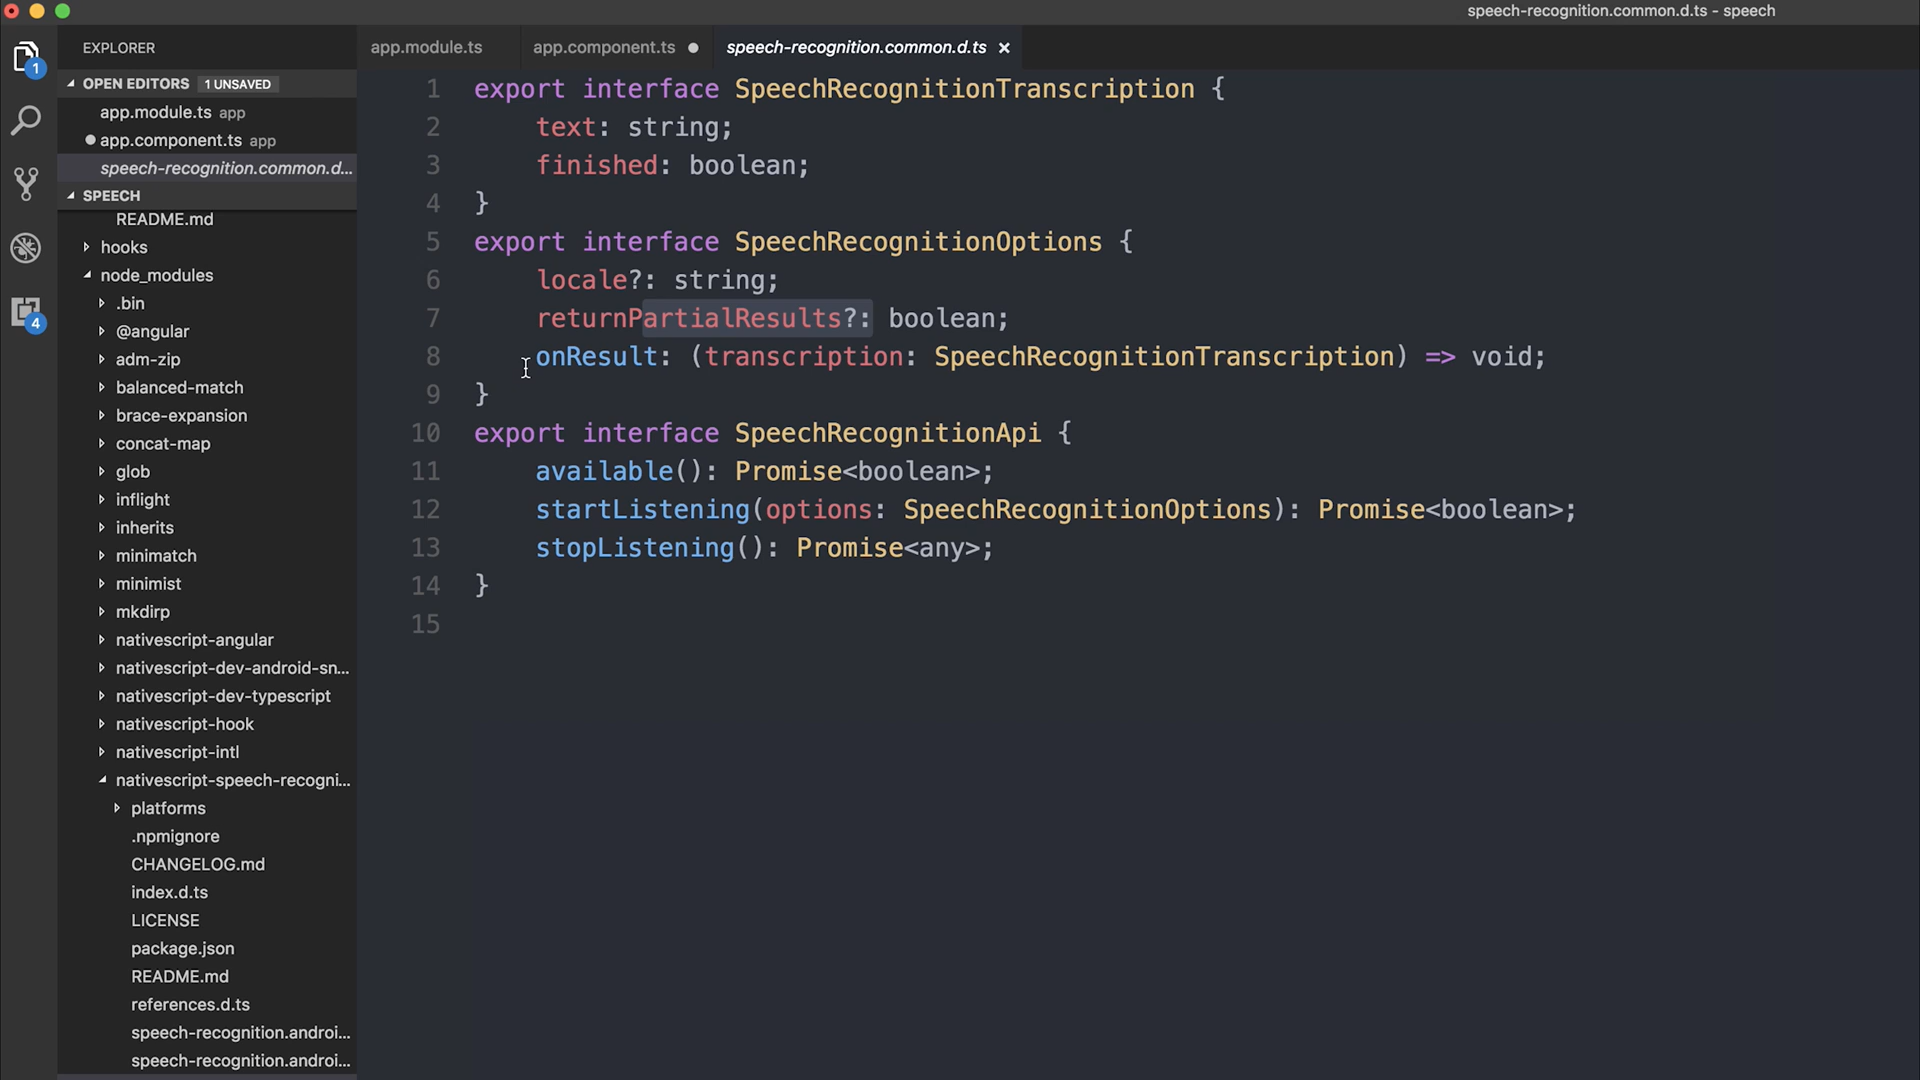 speech-recognition.common.d.ts - speech
EXPLORER
OPEN EDITORS 1 UNSAVED
app.module.ts app
app.component.ts app
speech-recognition.common.d...
SPEECH
README.md
hooks
node_modules
.bin
@angular
adm-zip
balanced-match
brace-expansion
concat-map
glob
inflight
inherits
minimatch
minimist
mkdirp
nativescript-angular
nativescript-dev-android-sn...
nativescript-dev-typescript
nativescript-hook
nativescript-intl
nativescript-speech-recogni...
platforms
.npmignore
CHANGELOG.md
index.d.ts
LICENSE
package.json
README.md
references.d.ts
speech-recognition.androi...
speech-recognition.androi...
1
4
app.module.ts app.component.ts speech-recognition.common.d.ts
1 export interface SpeechRecognitionTranscription {
2 text: string;
3 finished: boolean;
4 }
5 export interface SpeechRecognitionOptions {
6 locale?: string;
7 returnPartialResults?: boolean;
8 onResult: (transcription: SpeechRecognitionTranscription) => void;
9 }
10 export interface SpeechRecognitionApi {
11 available(): Promise<boolean>;
12 startListening(options: SpeechRecognitionOptions): Promise<boolean>;
13 stopListening(): Promise<any>;
14 }
15